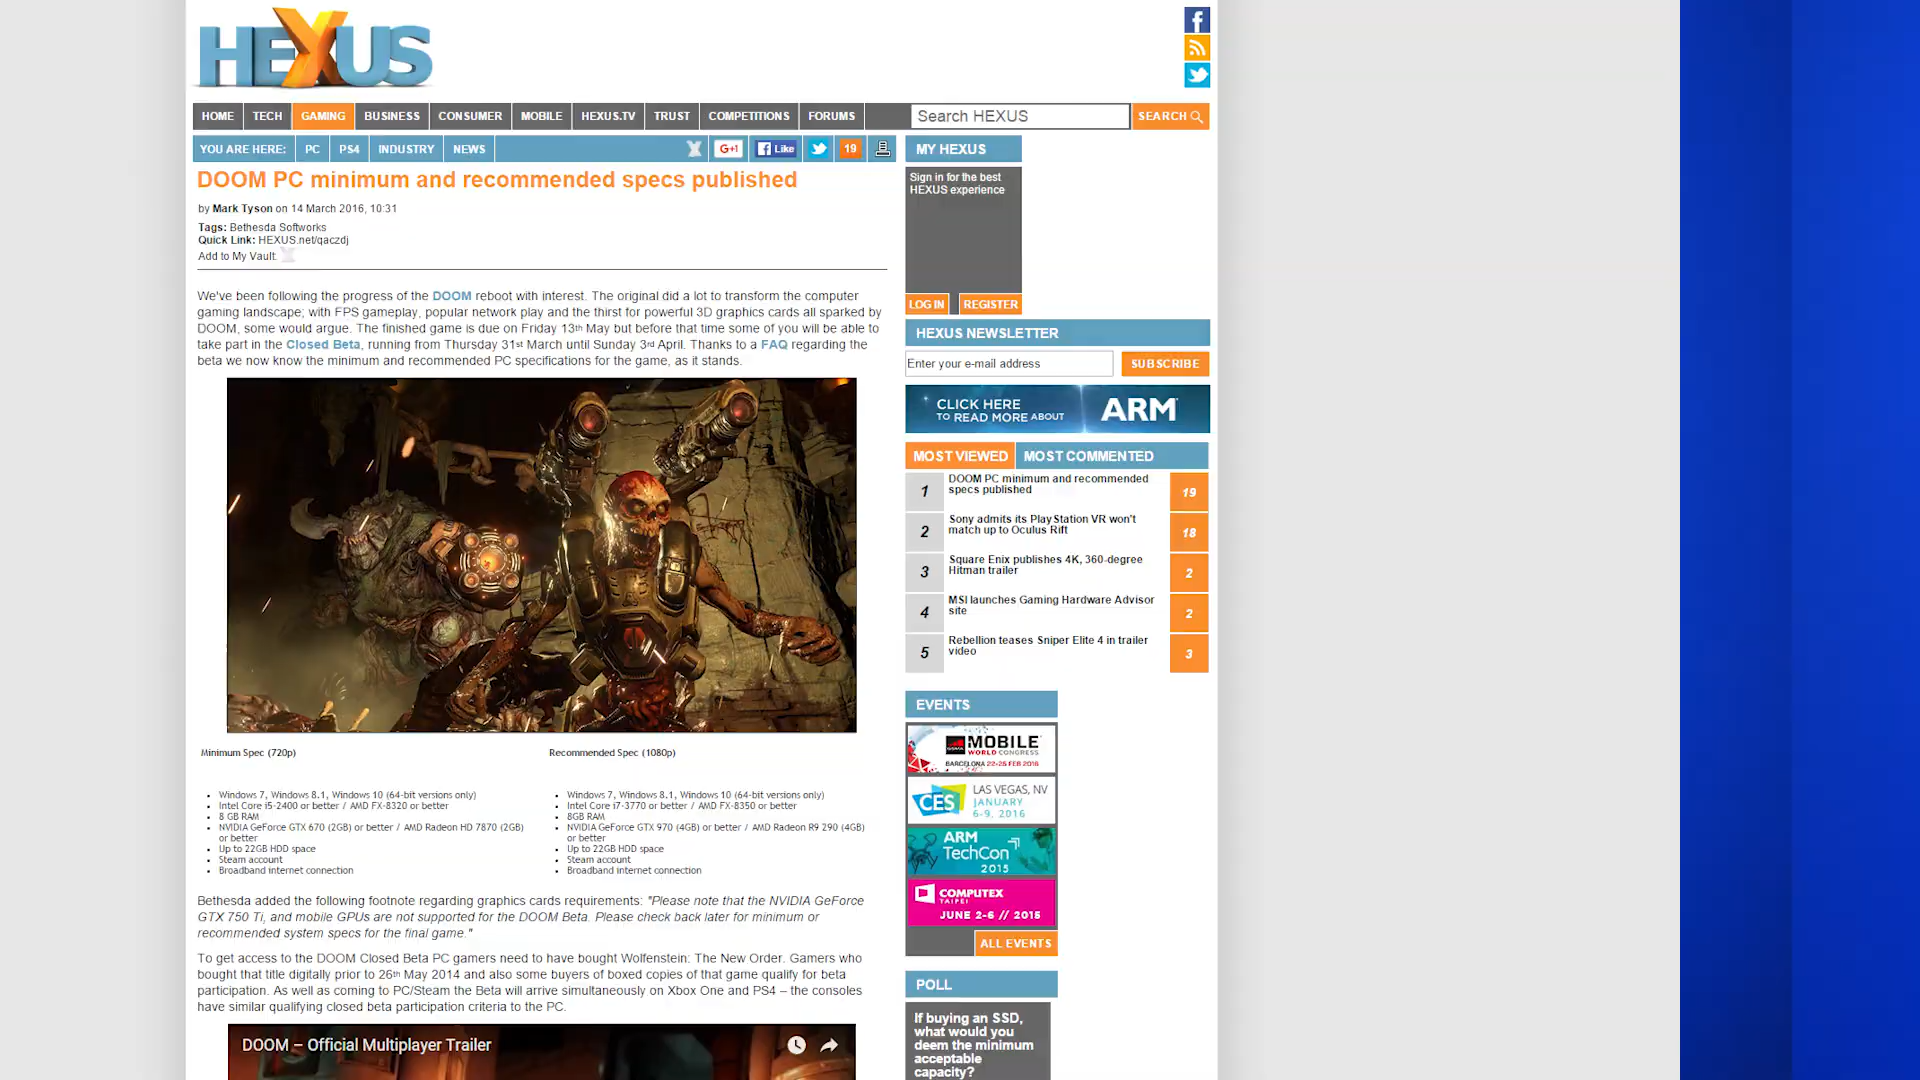 HEXUS
HOME TECH GAMING BUSINESS CONSUMER MOBILE HEXUS.TV TRUST COMPETITIONS FORUMS Search HEXUS SEARCH
YOU ARE HERE: PC PS4 INDUSTRY NEWS G+1 Like 19
DOOM PC minimum and recommended specs published
by Mark Tyson on 14 March 2016, 10:31
Tags: Bethesda Softworks
Quick Link: HEXUS.net/qaczdj
Add to My Vault:
We've been following the progress of the DOOM reboot with interest. The original did a lot to transform the computer
gaming landscape; with FPS gameplay, popular network play and the thirst for powerful 3D graphics cards all sparked by
DOOM, some would argue. The finished game is due on Friday 13th May but before that time some of you will be able to
take part in the Closed Beta, running from Thursday 31st March until Sunday 3rd April. Thanks to a FAQ regarding the
beta we now know the minimum and recommended PC specifications for the game, as it stands.
Minimum Spec (720p)
Windows 7, Windows 8.1, Windows 10 (64-bit versions only)
Intel Core i5-2400 or better / AMD FX-8320 or better
8 GB RAM
NVIDIA GeForce GTX 670 (2GB) or better / AMD Radeon HD 7870 (2GB)
or better
Up to 22GB HDD space
Steam account
Broadband internet connection
Recommended Spec (1080p)
Windows 7, Windows 8.1, Windows 10 (64-bit versions only)
Intel Core i7-3770 or better / AMD FX-8350 or better
8GB RAM
NVIDIA GeForce GTX 970 (4GB) or better / AMD Radeon R9 290 (4GB)
or better
Up to 22GB HDD space
Steam account
Broadband internet connection
Bethesda added the following footnote regarding graphics cards requirements: "Please note that the NVIDIA GeForce
GTX 750 Ti, and mobile GPUs are not supported for the DOOM Beta. Please check back later for minimum or
recommended system specs for the final game."
To get access to the DOOM Closed Beta PC gamers need to have bought Wolfenstein: The New Order. Gamers who
bought that title digitally prior to 26th May 2014 and also some buyers of boxed copies of that game qualify for beta
participation. As well as coming to PC/Steam the Beta will arrive simultaneously on Xbox One and PS4 – the consoles
have similar qualifying closed beta participation criteria to the PC.
DOOM – Official Multiplayer Trailer
MY HEXUS
Sign in for the best
HEXUS experience
LOG IN REGISTER
HEXUS NEWSLETTER
Enter your e-mail address SUBSCRIBE
CLICK HERE
TO READ MORE ABOUT
ARM
MOST VIEWED MOST COMMENTED
1 DOOM PC minimum and recommended
specs published 19
2 Sony admits its PlayStation VR won't
match up to Oculus Rift 18
3 Square Enix publishes 4K, 360-degree
Hitman trailer 2
4 MSI launches Gaming Hardware Advisor
site 2
5 Rebellion teases Sniper Elite 4 in trailer
video 3
EVENTS
MOBILE
WORLD CONGRESS
BARCELONA 22-25 FEB 2016
CES
LAS VEGAS, NV
JANUARY
6-9, 2016
ARM
TechCon
2015
COMPUTEX
TAIPEI
JUNE 2-6 // 2015
ALL EVENTS
POLL
If buying an SSD,
what would you
deem the minimum
acceptable
capacity?